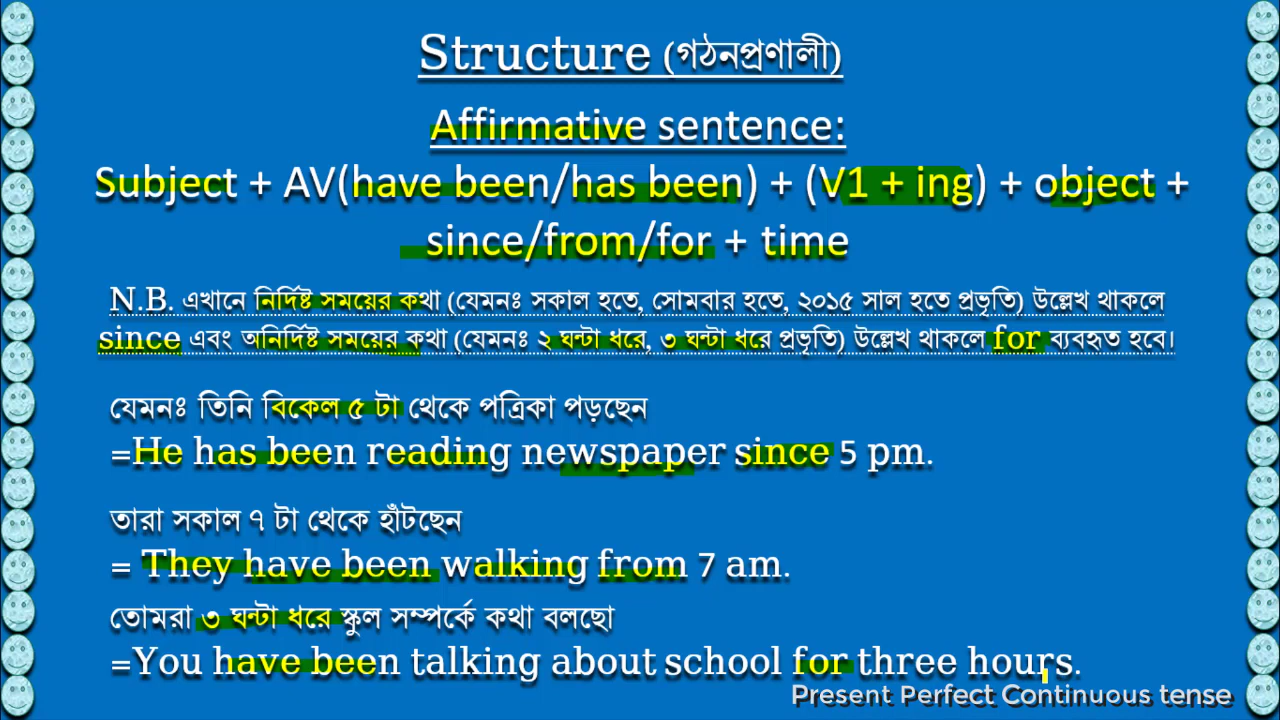 Structure (গঠনপ্রণালী)
Affirmative sentence:
Subject + AV(have been/has been) + (V1 + ing) + object +
since/from/for + time
N.B. এখানে নির্দিষ্ট সময়ের কথা (যেমনঃ সকাল হতে, সোমবার হতে, ২০১৫ সাল হতে প্রভৃতি) উল্লেখ থাকলে
since এবং অনির্দিষ্ট সময়ের কথা (যেমনঃ ২ ঘন্টা ধরে, ৩ ঘন্টা ধরে প্রভৃতি) উল্লেখ থাকলে for ব্যবহৃত হবে।
যেমনঃ তিনি বিকেল ৫ টা থেকে পত্রিকা পড়ছেন
=He has been reading newspaper since 5 pm.
তারা সকাল ৭ টা থেকে হাঁটছেন
= They have been walking from 7 am.
তোমরা ৩ ঘন্টা ধরে স্কুল সম্পর্কে কথা বলছো
=You have been talking about school for three hours.
Present Perfect Continuous tense